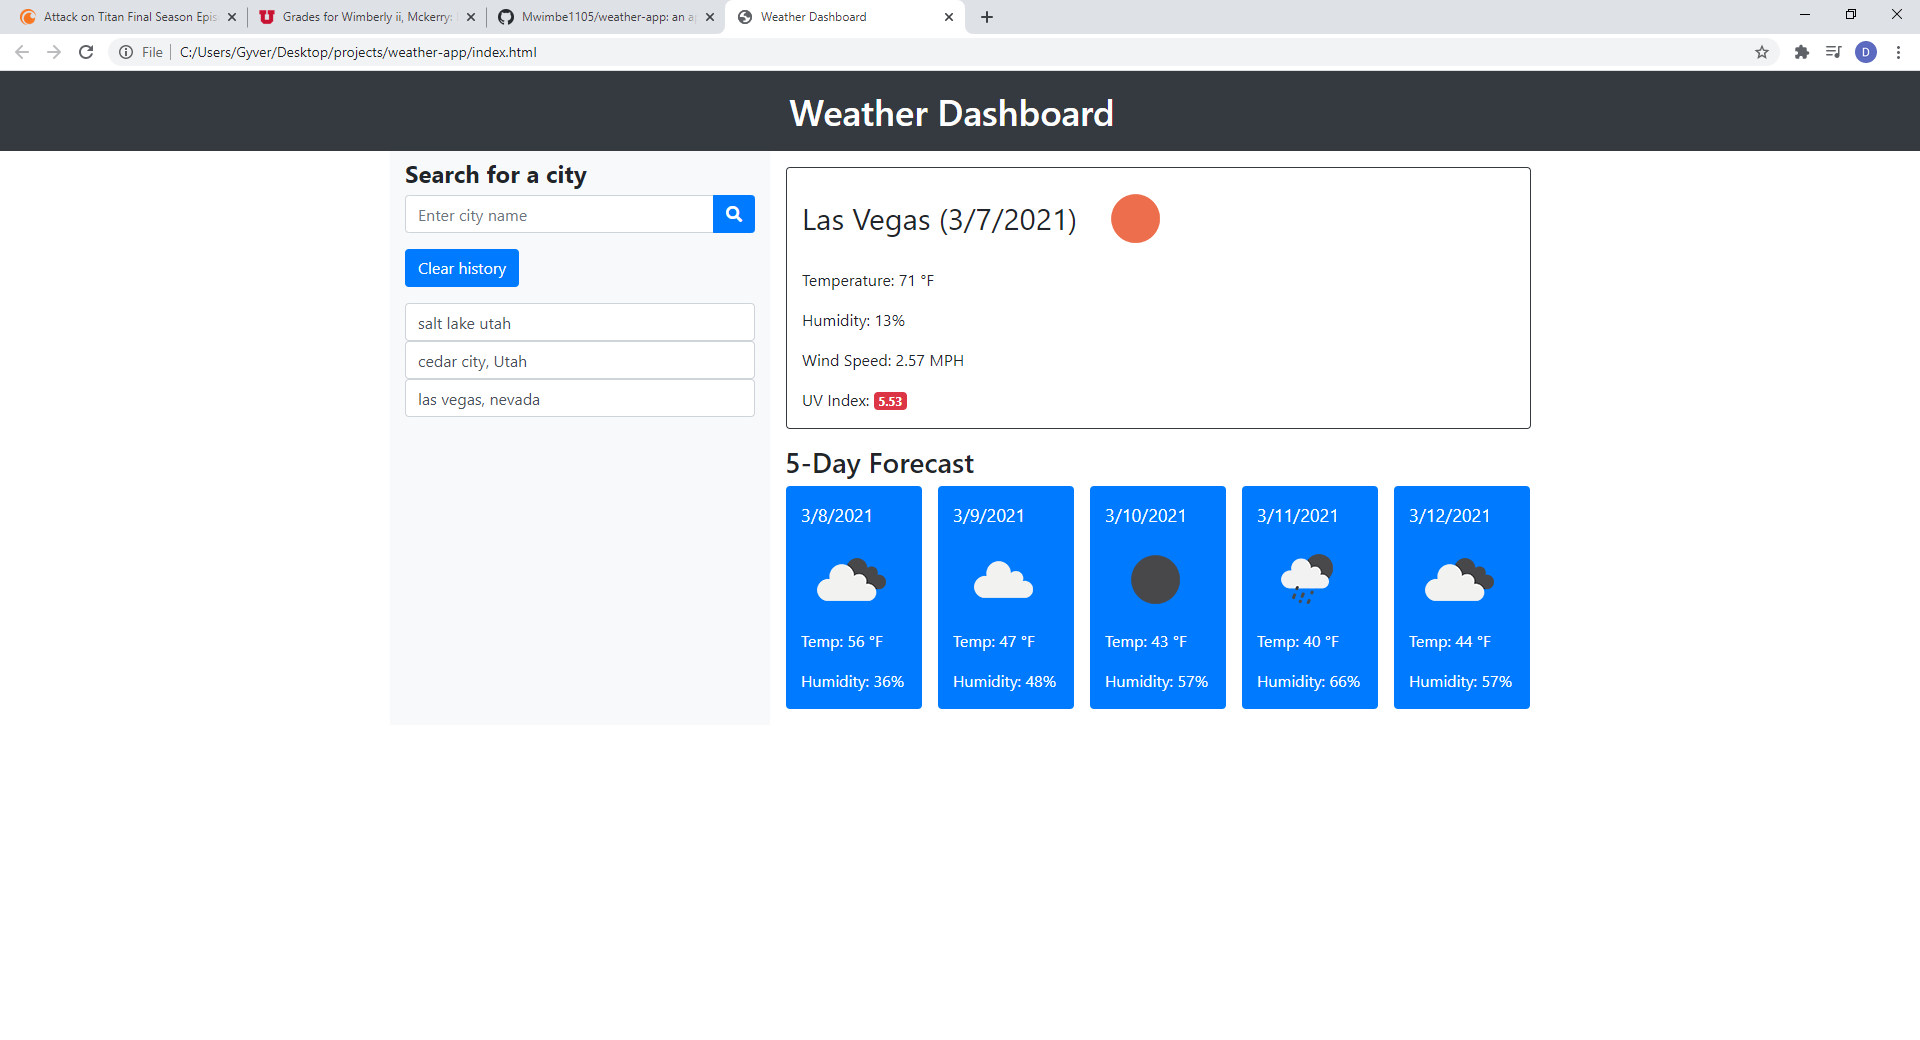 Attack on Titan Final Season Epis
Grades for Wimberly ii, Mckerry:
Mwimbe1105/weather-app: an a
Weather Dashboard
File
C:/Users/Gyver/Desktop/projects/weather-app/index.html
D
Weather Dashboard
Search for a city
Enter city name
Clear history
salt lake utah
cedar city, Utah
las vegas, nevada
Las Vegas (3/7/2021)
Temperature: 71 °F
Humidity: 13%
Wind Speed: 2.57 MPH
UV Index: 5.53
5-Day Forecast
3/8/2021
Temp: 56 °F
Humidity: 36%
3/9/2021
Temp: 47 °F
Humidity: 48%
3/10/2021
Temp: 43 °F
Humidity: 57%
3/11/2021
Temp: 40 °F
Humidity: 66%
3/12/2021
Temp: 44 °F
Humidity: 57%